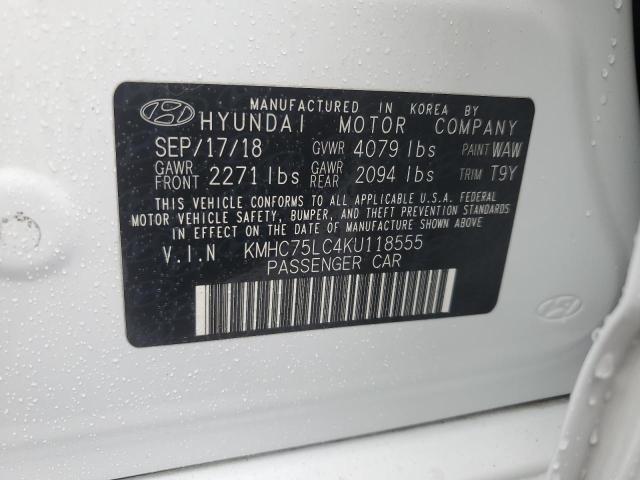 MANUFACTURED IN KOREA BY
HYUNDAI MOTOR COMPANY
SEP/17/18 GVWR 4079 lbs PAINT WAW
GAWR FRONT 2271 lbs GAWR REAR 2094 lbs TRIM T9Y
THIS VEHICLE CONFORMS TO ALL APPLICABLE U.S.A. FEDERAL
MOTOR VEHICLE SAFETY, BUMPER, AND THEFT PREVENTION STANDARDS
IN EFFECT ON THE DATE OF MANUFACTURE SHOWN ABOVE
V.I.N KMHC75LC4KU118555
PASSENGER CAR